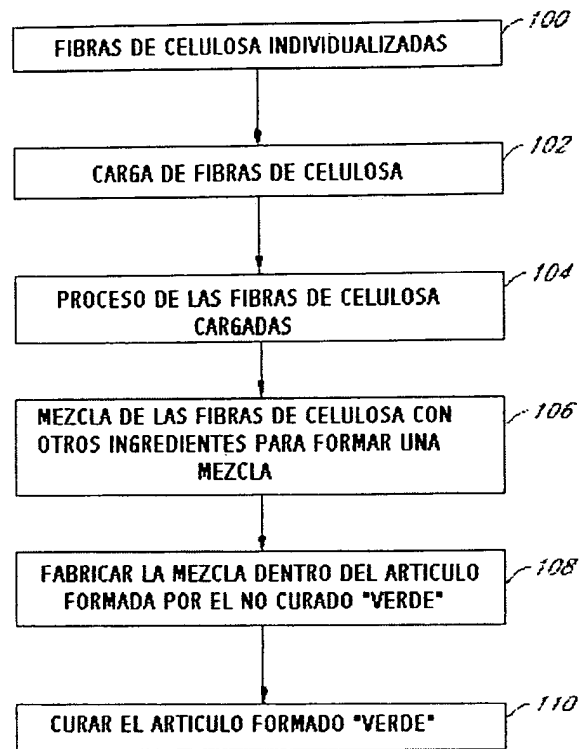 100
FIBRAS DE CELULOSA INDIVIDUALIZADAS
102
CARGA DE FIBRAS DE CELULOSA
104
PROCESO DE LAS FIBRAS DE CELULOSA
CARGADAS
106
MEZCLA DE LAS FIBRAS DE CELULOSA CON
OTROS INGREDIENTES PARA FORMAR UNA
MEZCLA
108
FABRICAR LA MEZCLA DENTRO DEL ARTICULO
FORMADA POR EL NO CURADO "VERDE"
110
CURAR EL ARTICULO FORMADO "VERDE"